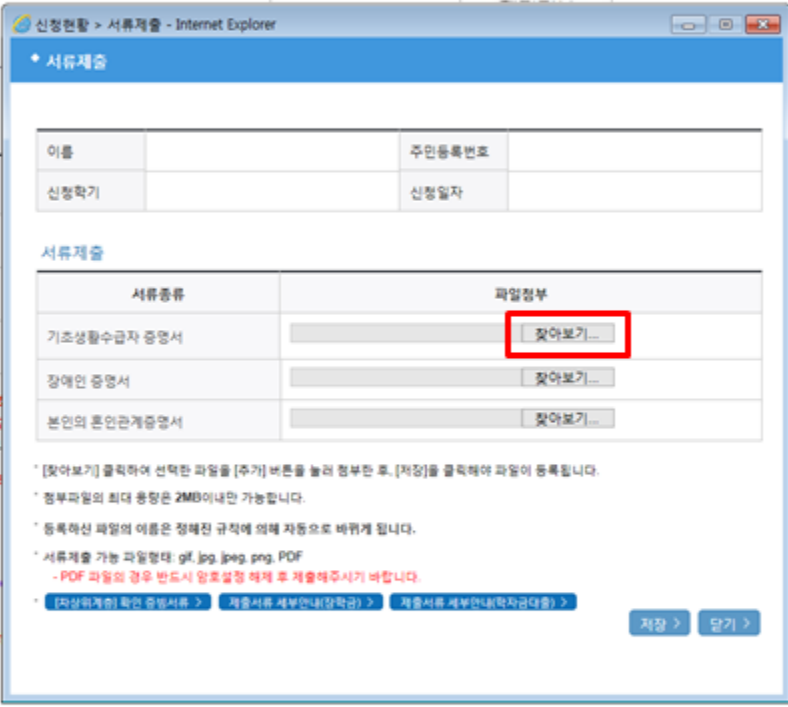 신청현황 > 서류제출 - Internet Explorer
서류제출
이름 주민등록번호
신청학기 신청일자
서류제출
서류종류 파일첨부
기초생활수급자 증명서 찾아보기...
장애인 증명서 찾아보기...
본인의 혼인관계증명서 찾아보기...
* [찾아보기] 클릭하여 선택한 파일을 [추가] 버튼을 눌러 첨부한 후, [저장]을 클릭해야 파일이 등록됩니다.
* 첨부파일의 최대 용량은 2MB이내만 가능합니다.
* 등록하신 파일의 이름은 정해진 규칙에 의해 자동으로 바뀌게 됩니다.
* 서류제출 가능 파일형태: gif, jpg, jpeg, png, PDF
- PDF 파일의 경우 반드시 암호설정 해제 후 제출해주시기 바랍니다.
* [차상위계층] 확인 증빙서류 > 제출서류 세부안내(장학금) > 제출서류 세부안내(학자금대출) >
저장 > 닫기 >